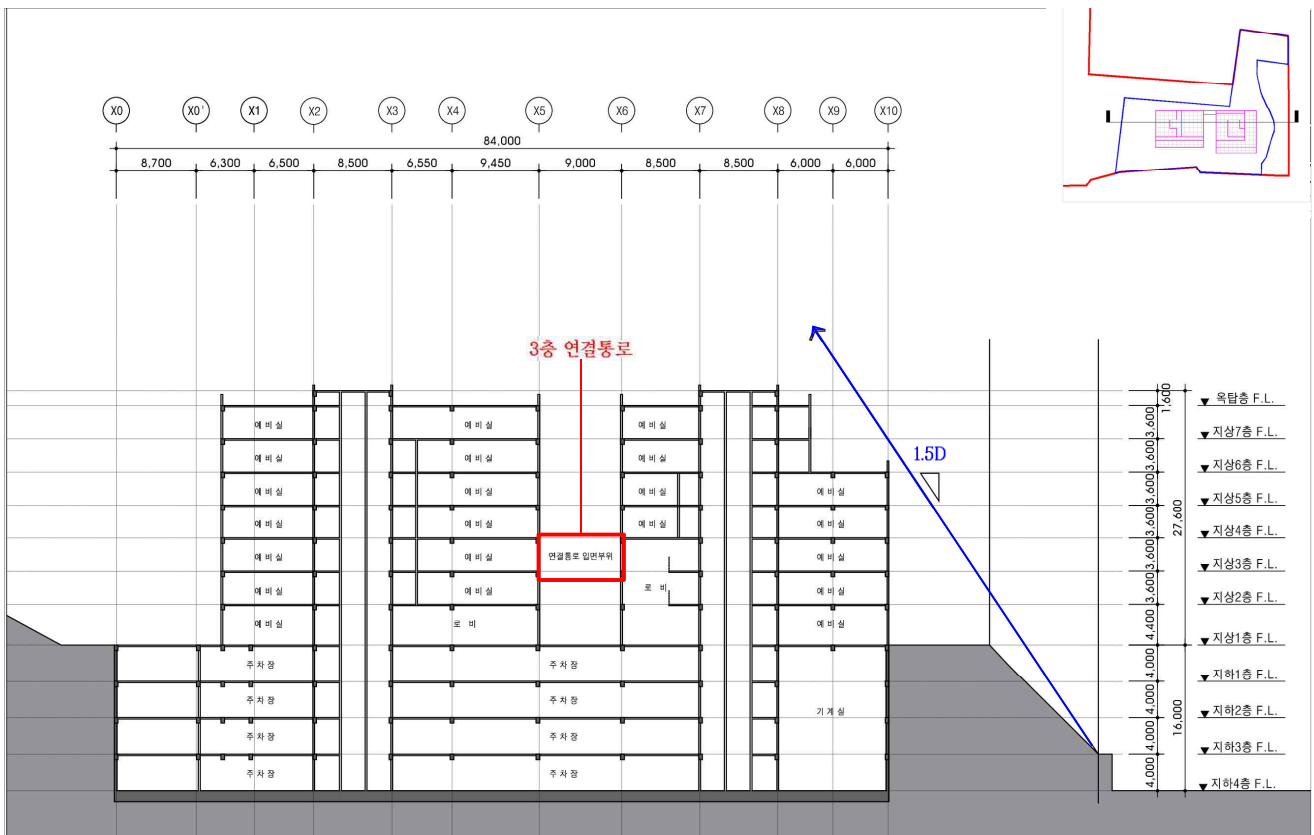 X0 X0' X1 X2 X3 X4 X5 X6 X7 X8 X9 X10
84,000
8,700 6,300 6,500 8,500 6,550 9,450 9,000 8,500 8,500 6,000 6,000
3층 연결통로
1.5D
예비실 예비실 예비실
예비실 예비실 예비실
예비실 예비실 예비실 예비실
예비실 예비실 예비실 예비실
예비실 예비실 연결통로 입면부위 예비실
예비실 예비실 로 비 예비실
예비실 로 비 예비실
주차장 주차장
주차장 주차장 기계실
주차장 주차장
주차장 주차장
1,600
3,600
3,600
3,600
3,600
3,600
3,600
4,400
27,600
4,000
4,000
4,000
4,000
16,000
옥탑층 F.L.
지상7층 F.L.
지상6층 F.L.
지상5층 F.L.
지상4층 F.L.
지상3층 F.L.
지상2층 F.L.
지상1층 F.L.
지하1층 F.L.
지하2층 F.L.
지하3층 F.L.
지하4층 F.L.